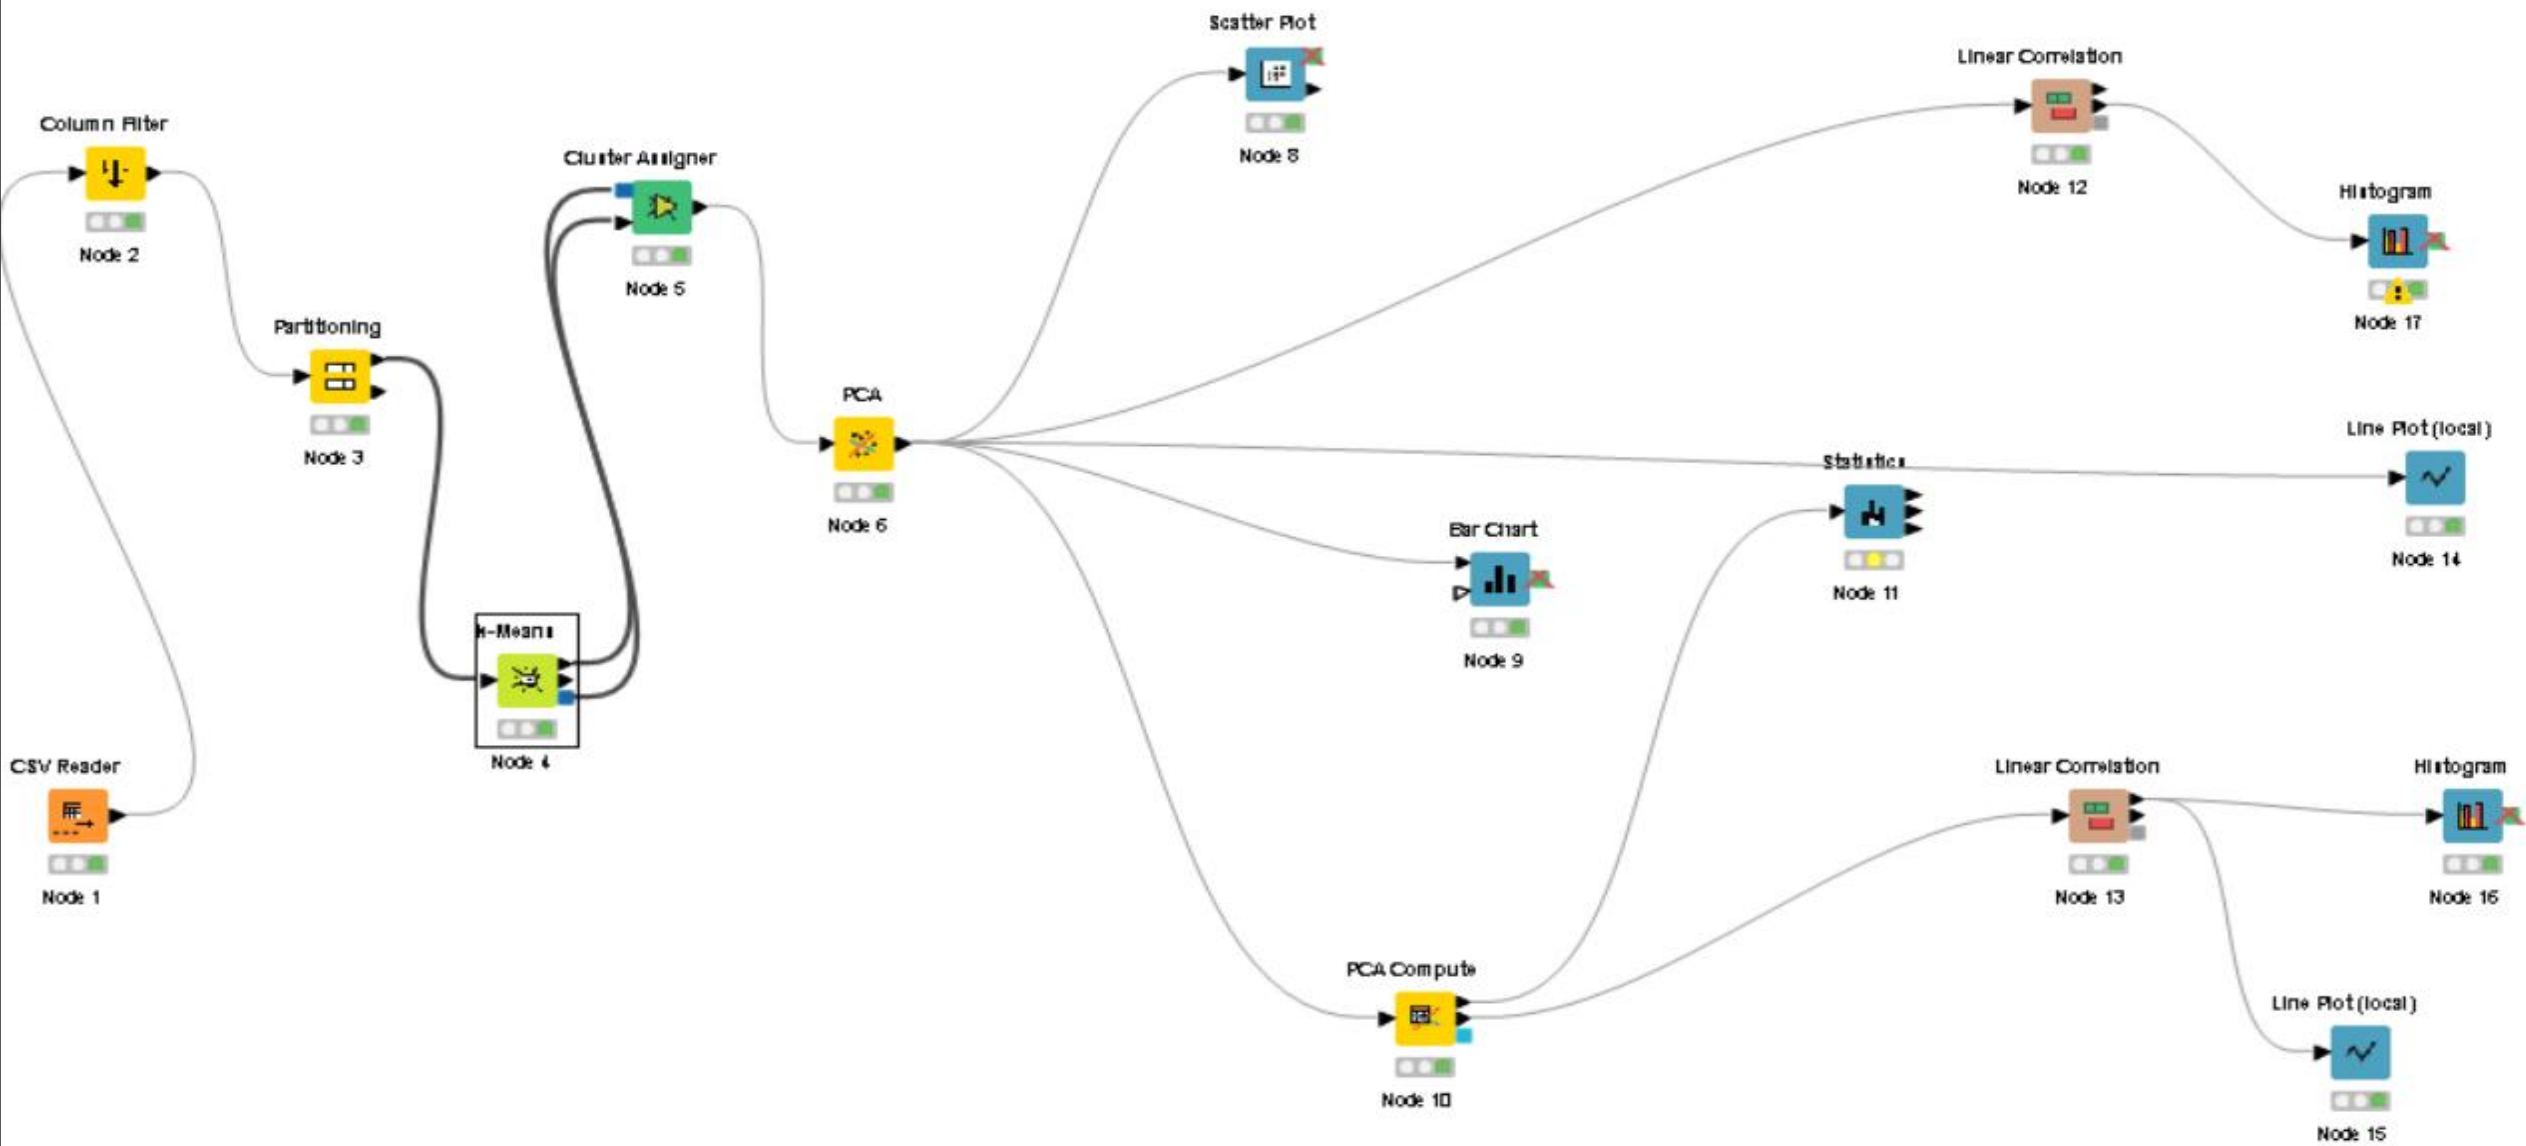 Scatter Plot
Node 8
Linear Correlation
Node 12
Column Filter
Node 2
Cluster Assigner
Node 5
Histogram
Node 17
Partitioning
Node 3
PCA
Node 6
Line Plot (local)
Node 14
Statistics
Node 11
Bar Chart
Node 9
k-Means
Node 4
CSV Reader
Node 1
Linear Correlation
Node 13
Histogram
Node 16
PCA Compute
Node 10
Line Plot (local)
Node 15